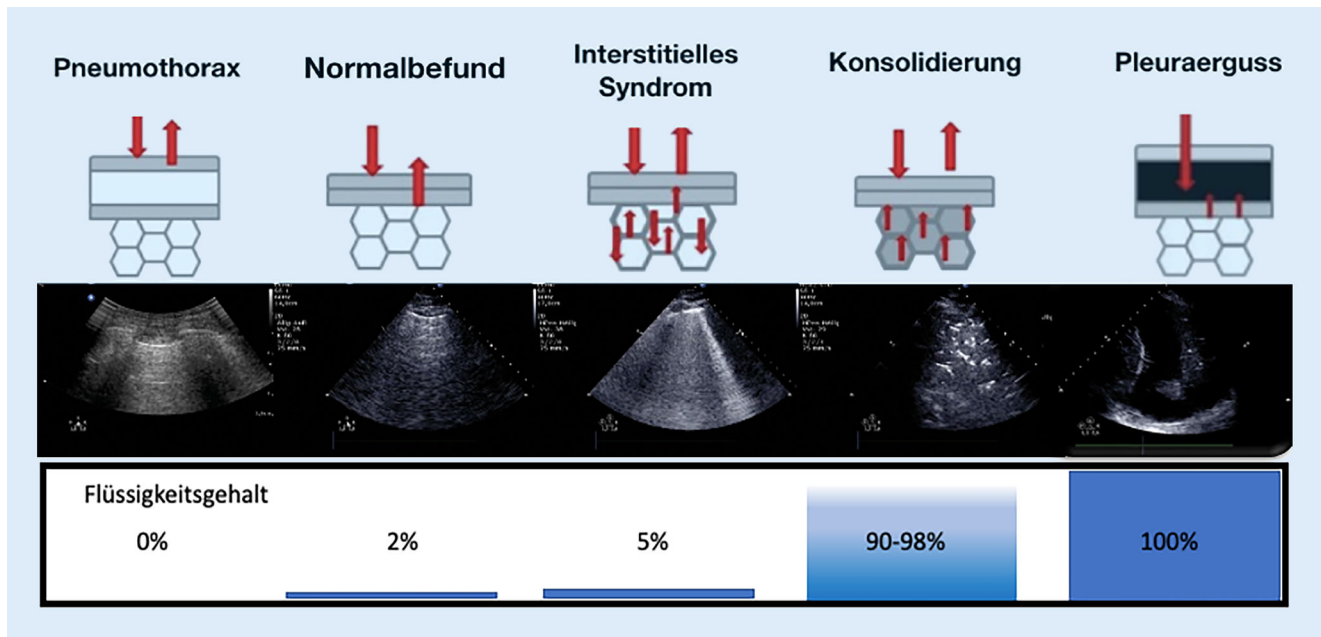 Pneumothorax
Normalbefund
Interstitielles
Syndrom
Konsolidierung
Pleuraerguss
Flüssigkeitsgehalt
0%
2%
5%
90-98%
100%